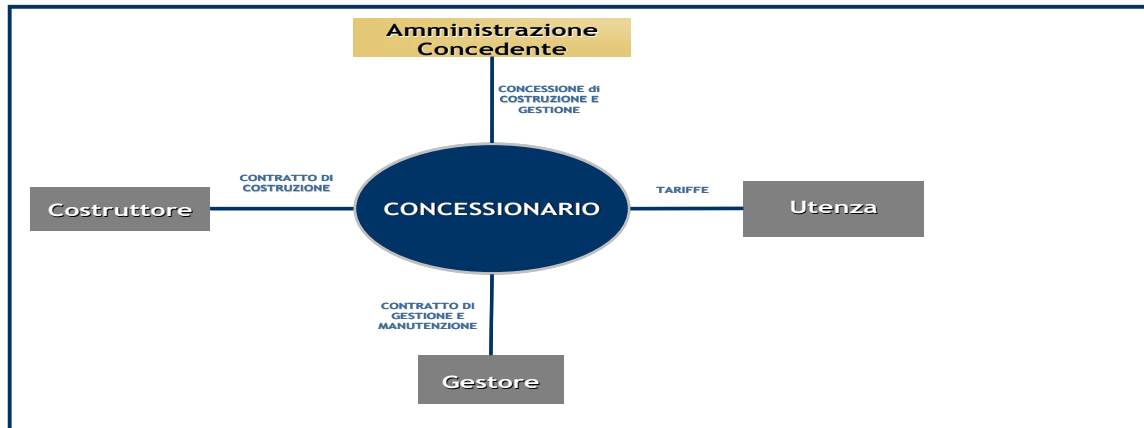 Amministrazione
Concedente
CONCESSIONE di
COSTRUZIONE E
GESTIONE
CONTRATTO DI
COSTRUZIONE
Costruttore
CONCESSIONARIO
TARIFFE
Utenza
CONTRATTO DI
GESTIONE E
MANUTENZIONE
Gestore